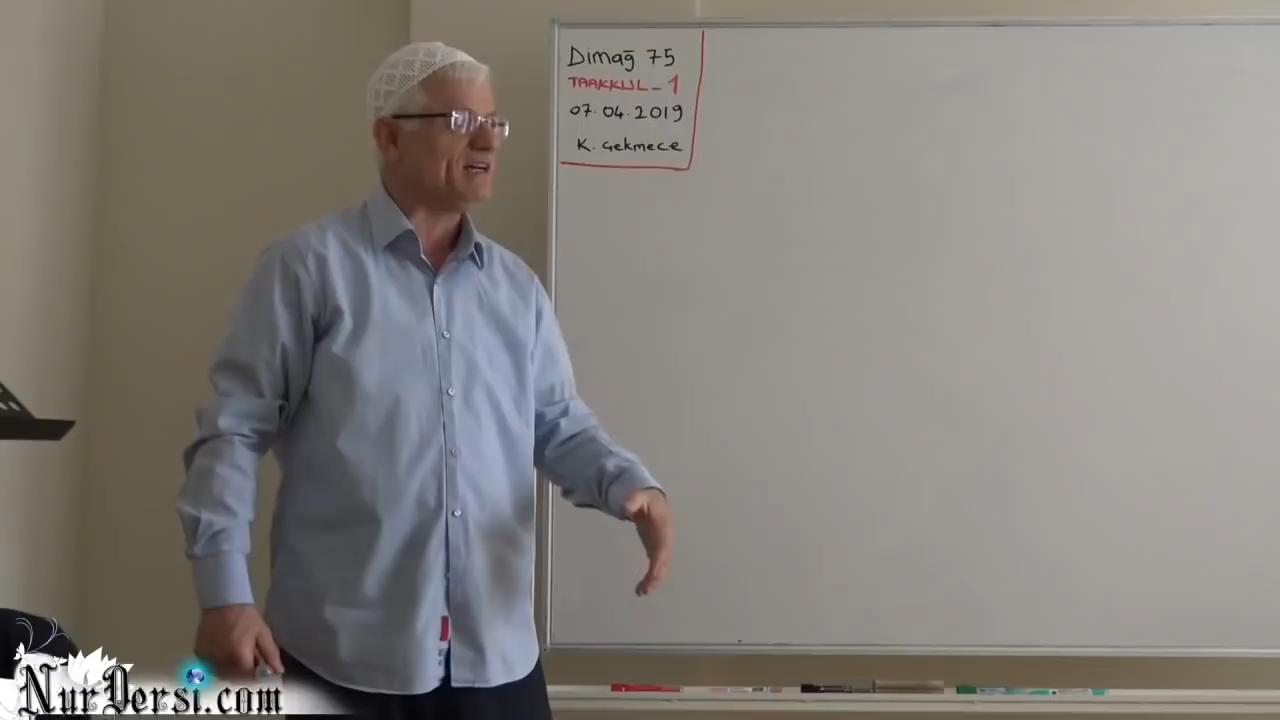 Dimağ 75
TAAKKUL - 1
07.04.2019
K. Çekmece
NurDersi.com